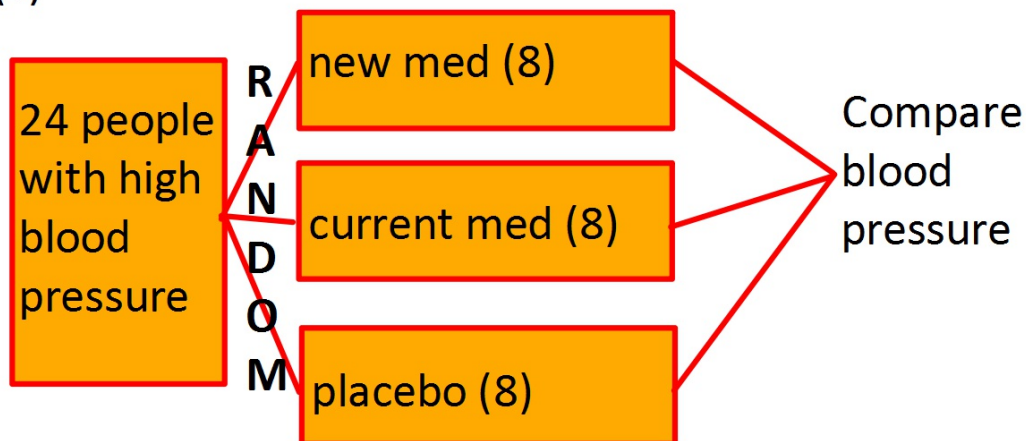 24 people
with high
blood
pressure
R
A
N
D
O
M
new med (8)
current med (8)
placebo (8)
Compare
blood
pressure